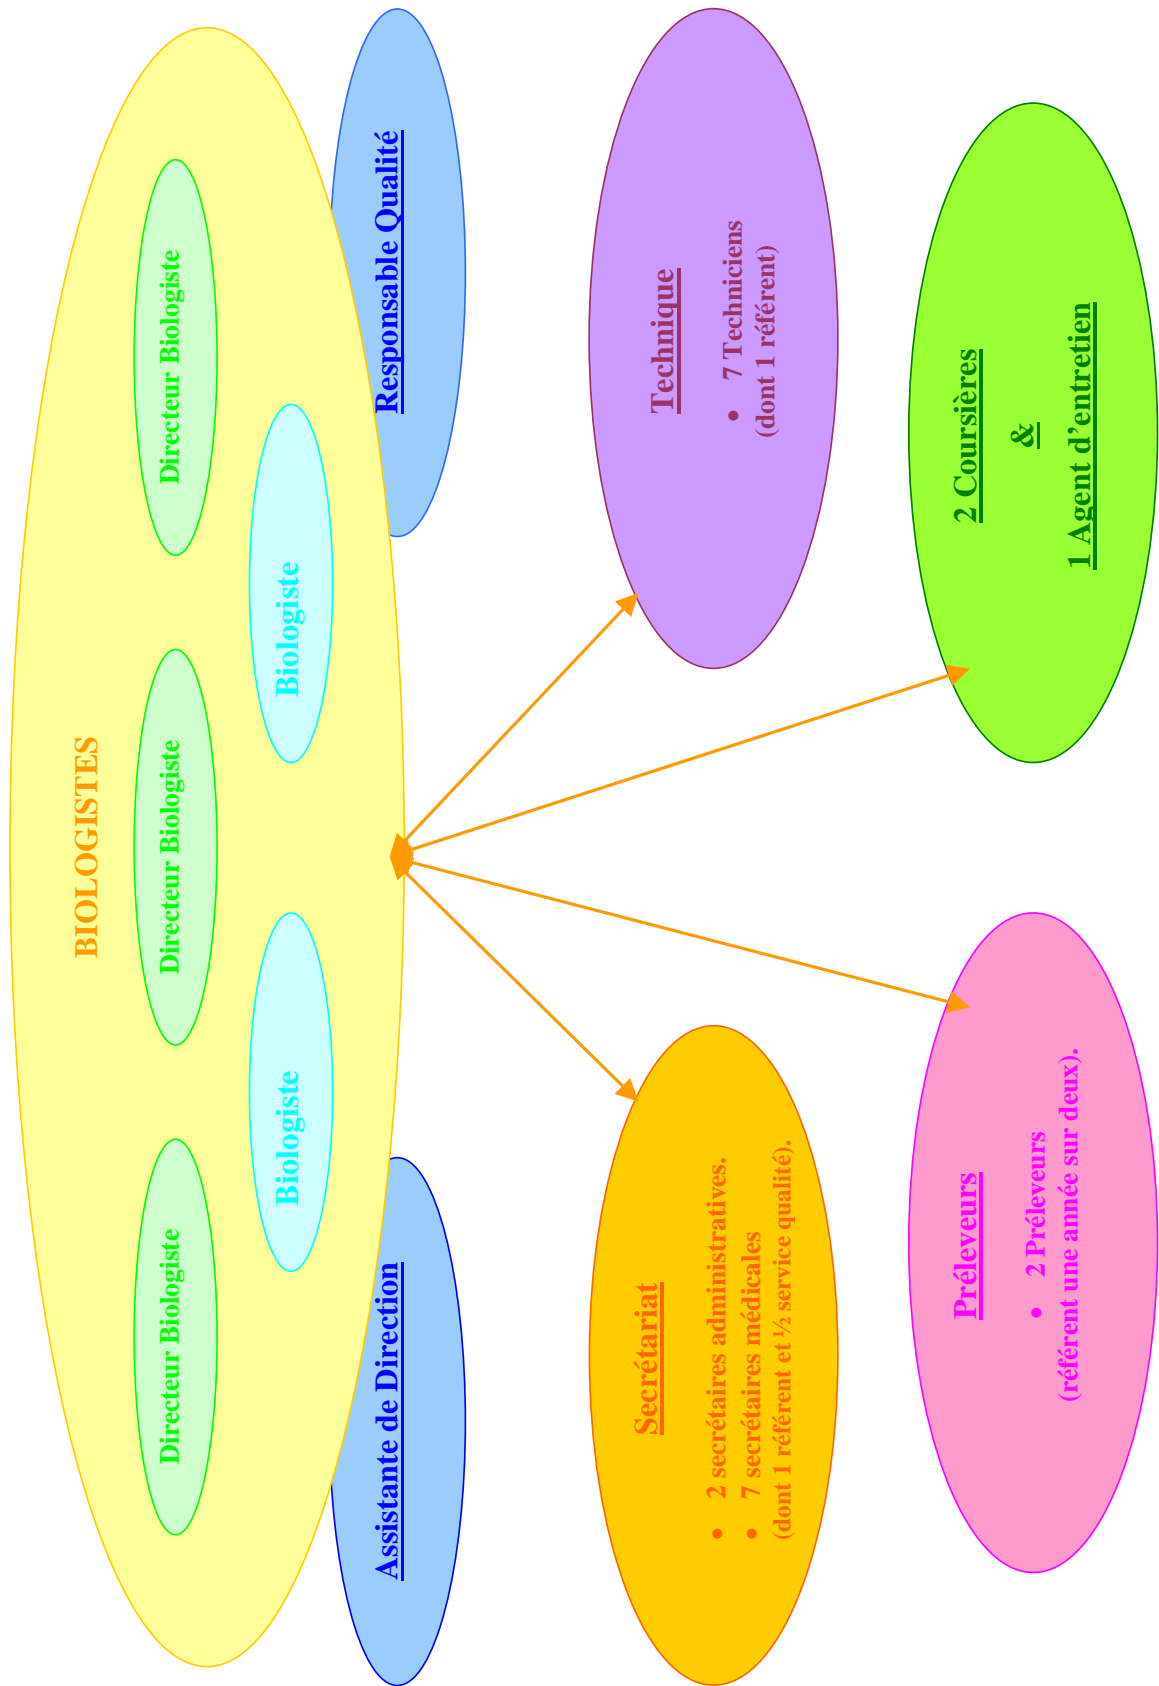 BIOLOGISTES
Directeur Biologiste
Directeur Biologiste
Directeur Biologiste
Biologiste
Biologiste
Assistante de Direction
Responsable Qualité
Secrétariat
• 2 secrétaires administratives.
• 7 secrétaires médicales
(dont 1 référent et ½ service qualité).
Technique
• 7 Techniciens
(dont 1 référent)
Préleveurs
• 2 Préleveurs
(référent une année sur deux).
2 Coursières
&
1 Agent d’entretien